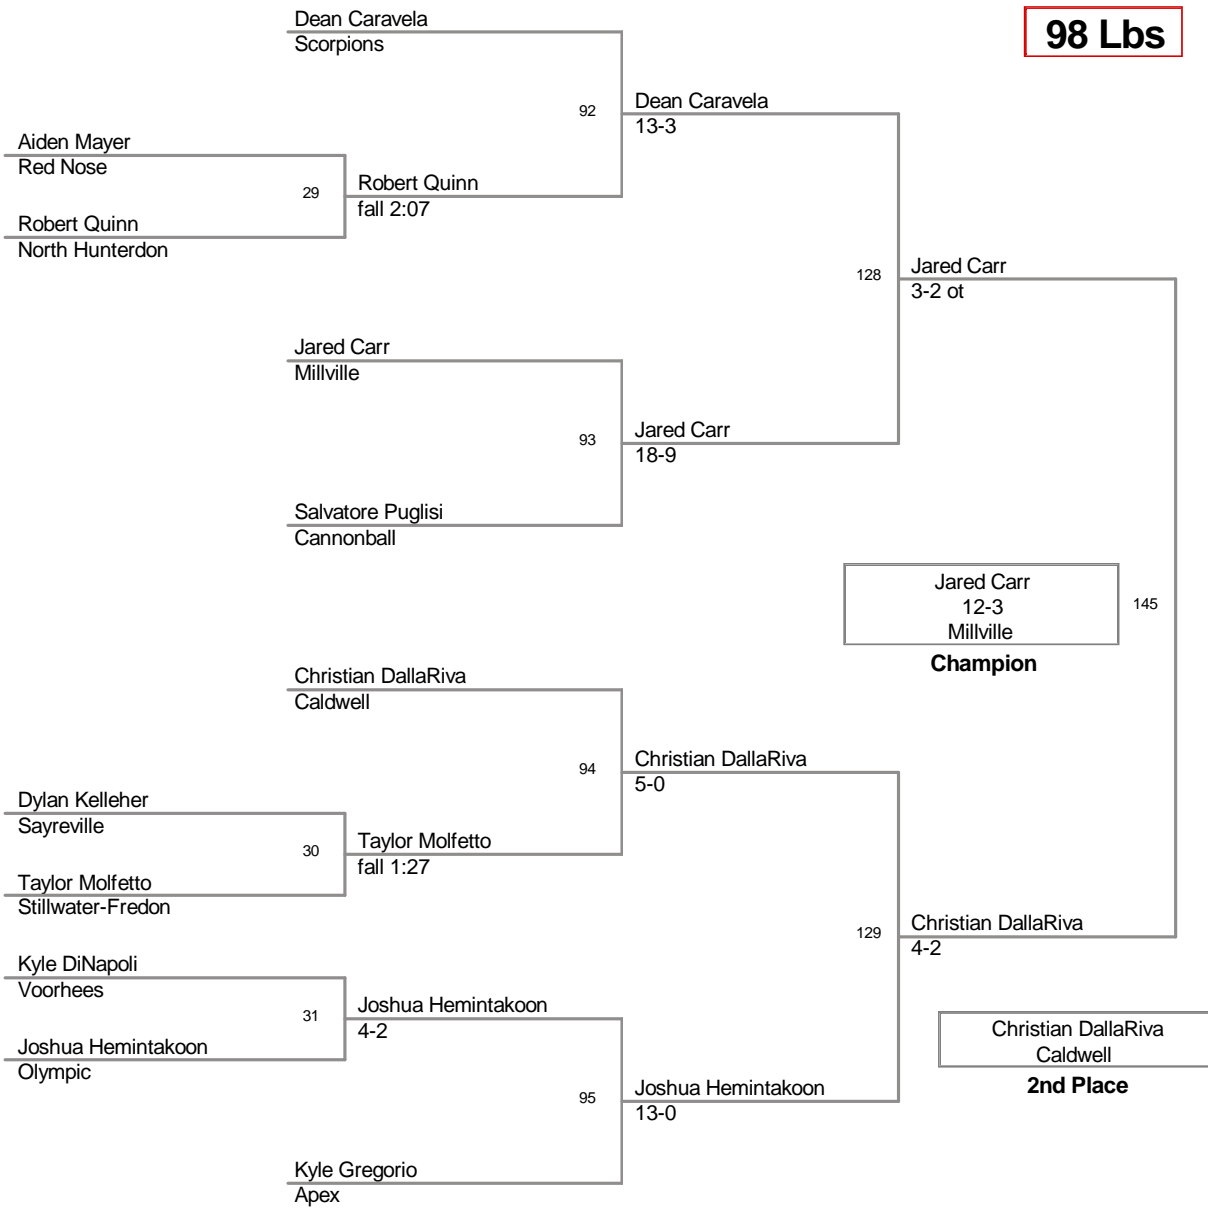 Dean Caravela
Scorpions
98 Lbs
92
Dean Caravela
13-3
Aiden Mayer
Red Nose
29
Robert Quinn
fall 2:07
Robert Quinn
North Hunterdon
128
Jared Carr
3-2 ot
Jared Carr
Millville
93
Jared Carr
18-9
Salvatore Puglisi
Cannonball
Jared Carr
12-3
Millville
145
Champion
Christian DallaRiva
Caldwell
94
Christian DallaRiva
5-0
Dylan Kelleher
Sayreville
30
Taylor Molfetto
fall 1:27
Taylor Molfetto
Stillwater-Fredon
129
Christian DallaRiva
4-2
Kyle DiNapoli
Voorhees
31
Joshua Hemintakoon
4-2
Joshua Hemintakoon
Olympic
Christian DallaRiva
Caldwell
2nd Place
95
Joshua Hemintakoon
13-0
Kyle Gregorio
Apex